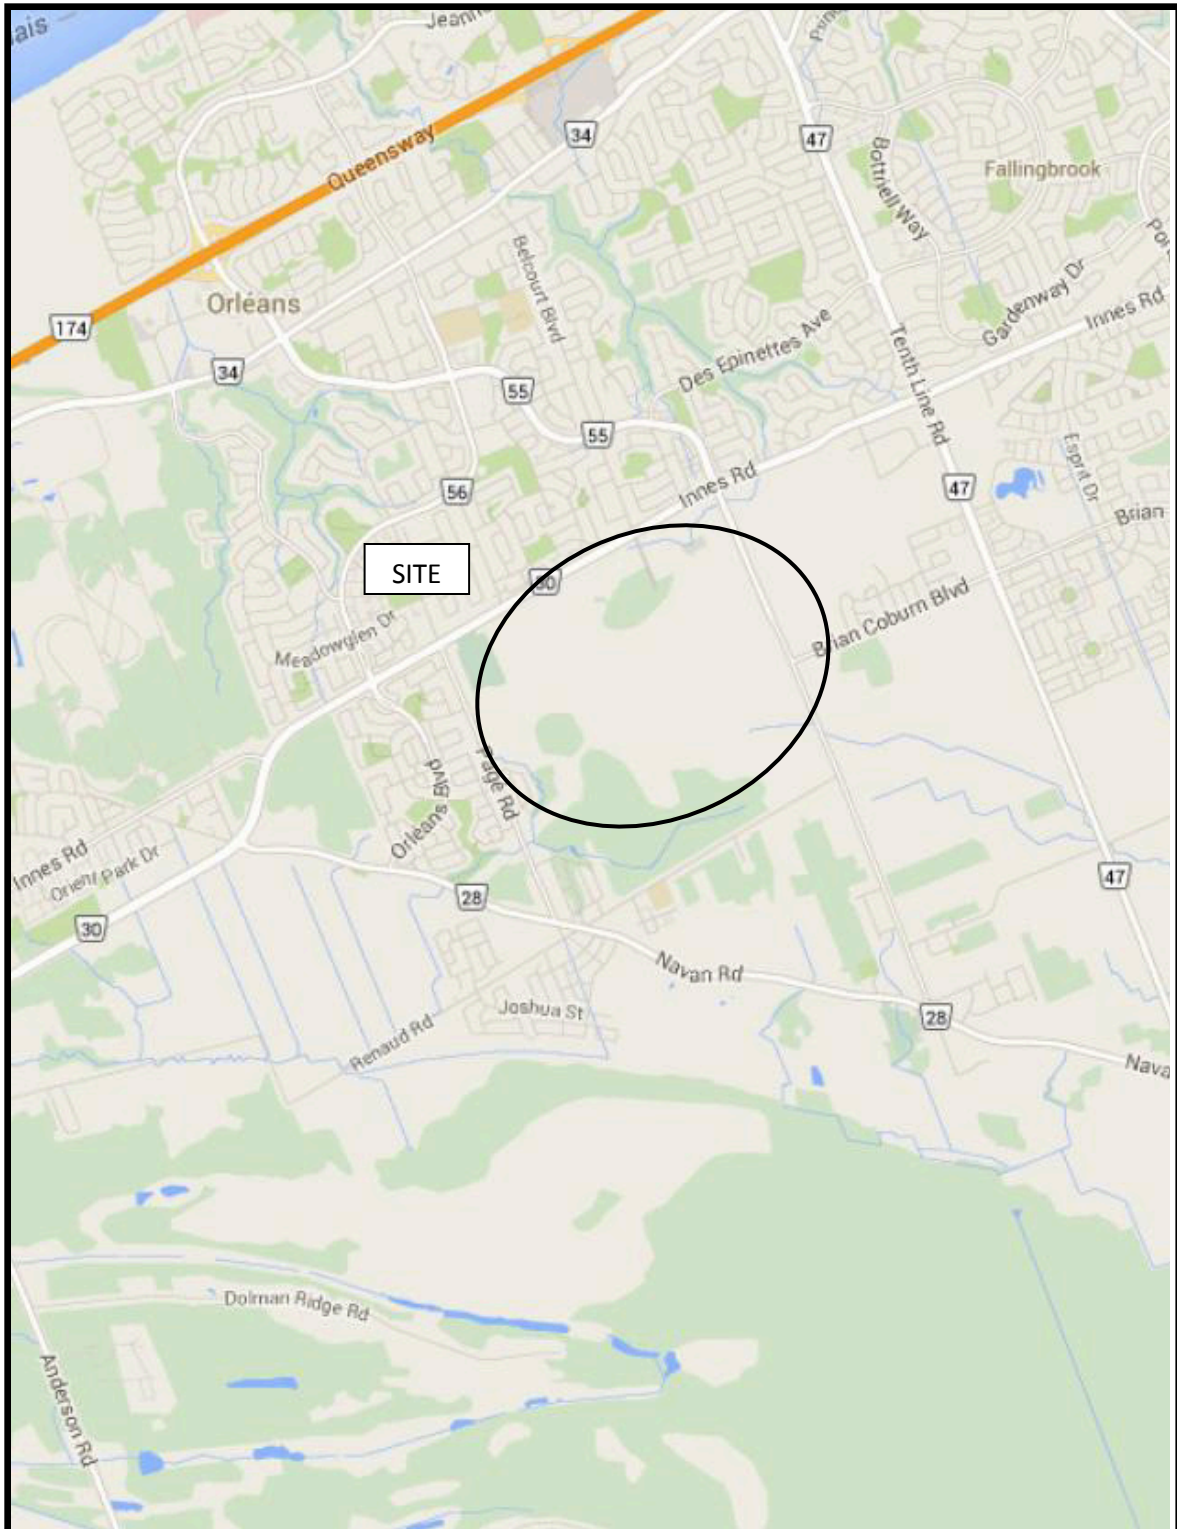 ais
Jeann
Queensway
34
47
Bottriell Way
Fallingbrook
Belcourt Blvd
Orléans
174
Gardenway Dr
Innes Rd
Des Epinettes Ave
Tenth Line Rd
34
55
55
Esprit Dr
56
Innes Rd
47
Brian
SITE
30
Brian Coburn Blvd
Meadowglen Dr
Page Rd
Orleans Blvd
Innes Rd
Orient Park Dr
30
28
47
Navan Rd
Joshua St
Renaud Rd
28
Nava
Dolman Ridge Rd
Anderson Rd